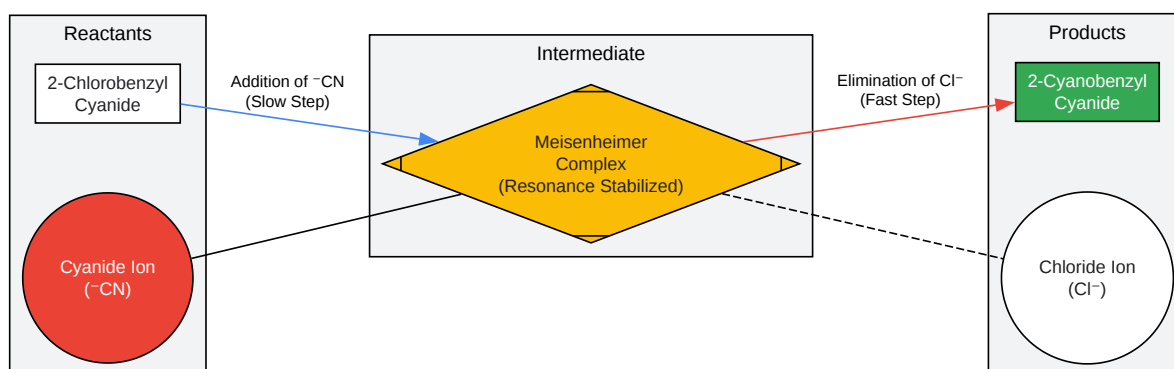 Reactants
2-Chlorobenzyl
Cyanide
Cyanide Ion
(⁻CN)
Addition of ⁻CN
(Slow Step)
Intermediate
Meisenheimer
Complex
(Resonance Stabilized)
Elimination of Cl⁻
(Fast Step)
Products
2-Cyanobenzyl
Cyanide
Chloride Ion
(Cl⁻)